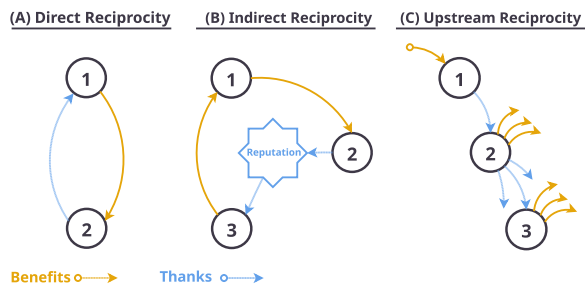 (A) Direct Reciprocity
(B) Indirect Reciprocity
(C) Upstream Reciprocity
1
2
1
2
Reputation
3
1
2
3
Benefits
Thanks